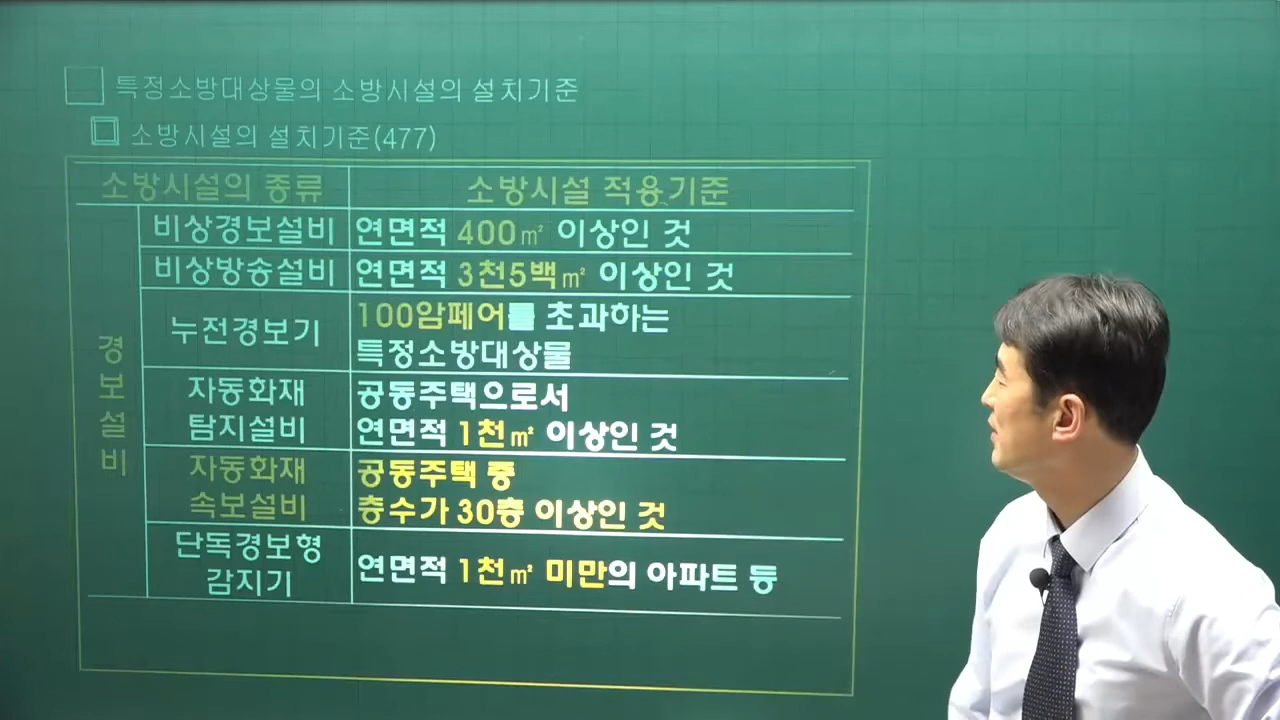 특정소방대상물의 소방시설의 설치기준
소방시설의 설치기준(477)
소방시설의 종류 소방시설 적용기준
경보설비
비상경보설비 연면적 400㎡ 이상인 것
비상방송설비 연면적 3천5백㎡ 이상인 것
누전경보기 100암페어를 초과하는
특정소방대상물
자동화재 공동주택으로서
탐지설비 연면적 1천㎡ 이상인 것
자동화재 공동주택 중
속보설비 층수가 30층 이상인 것
단독경보형
감지기 연면적 1천㎡ 미만의 아파트 등